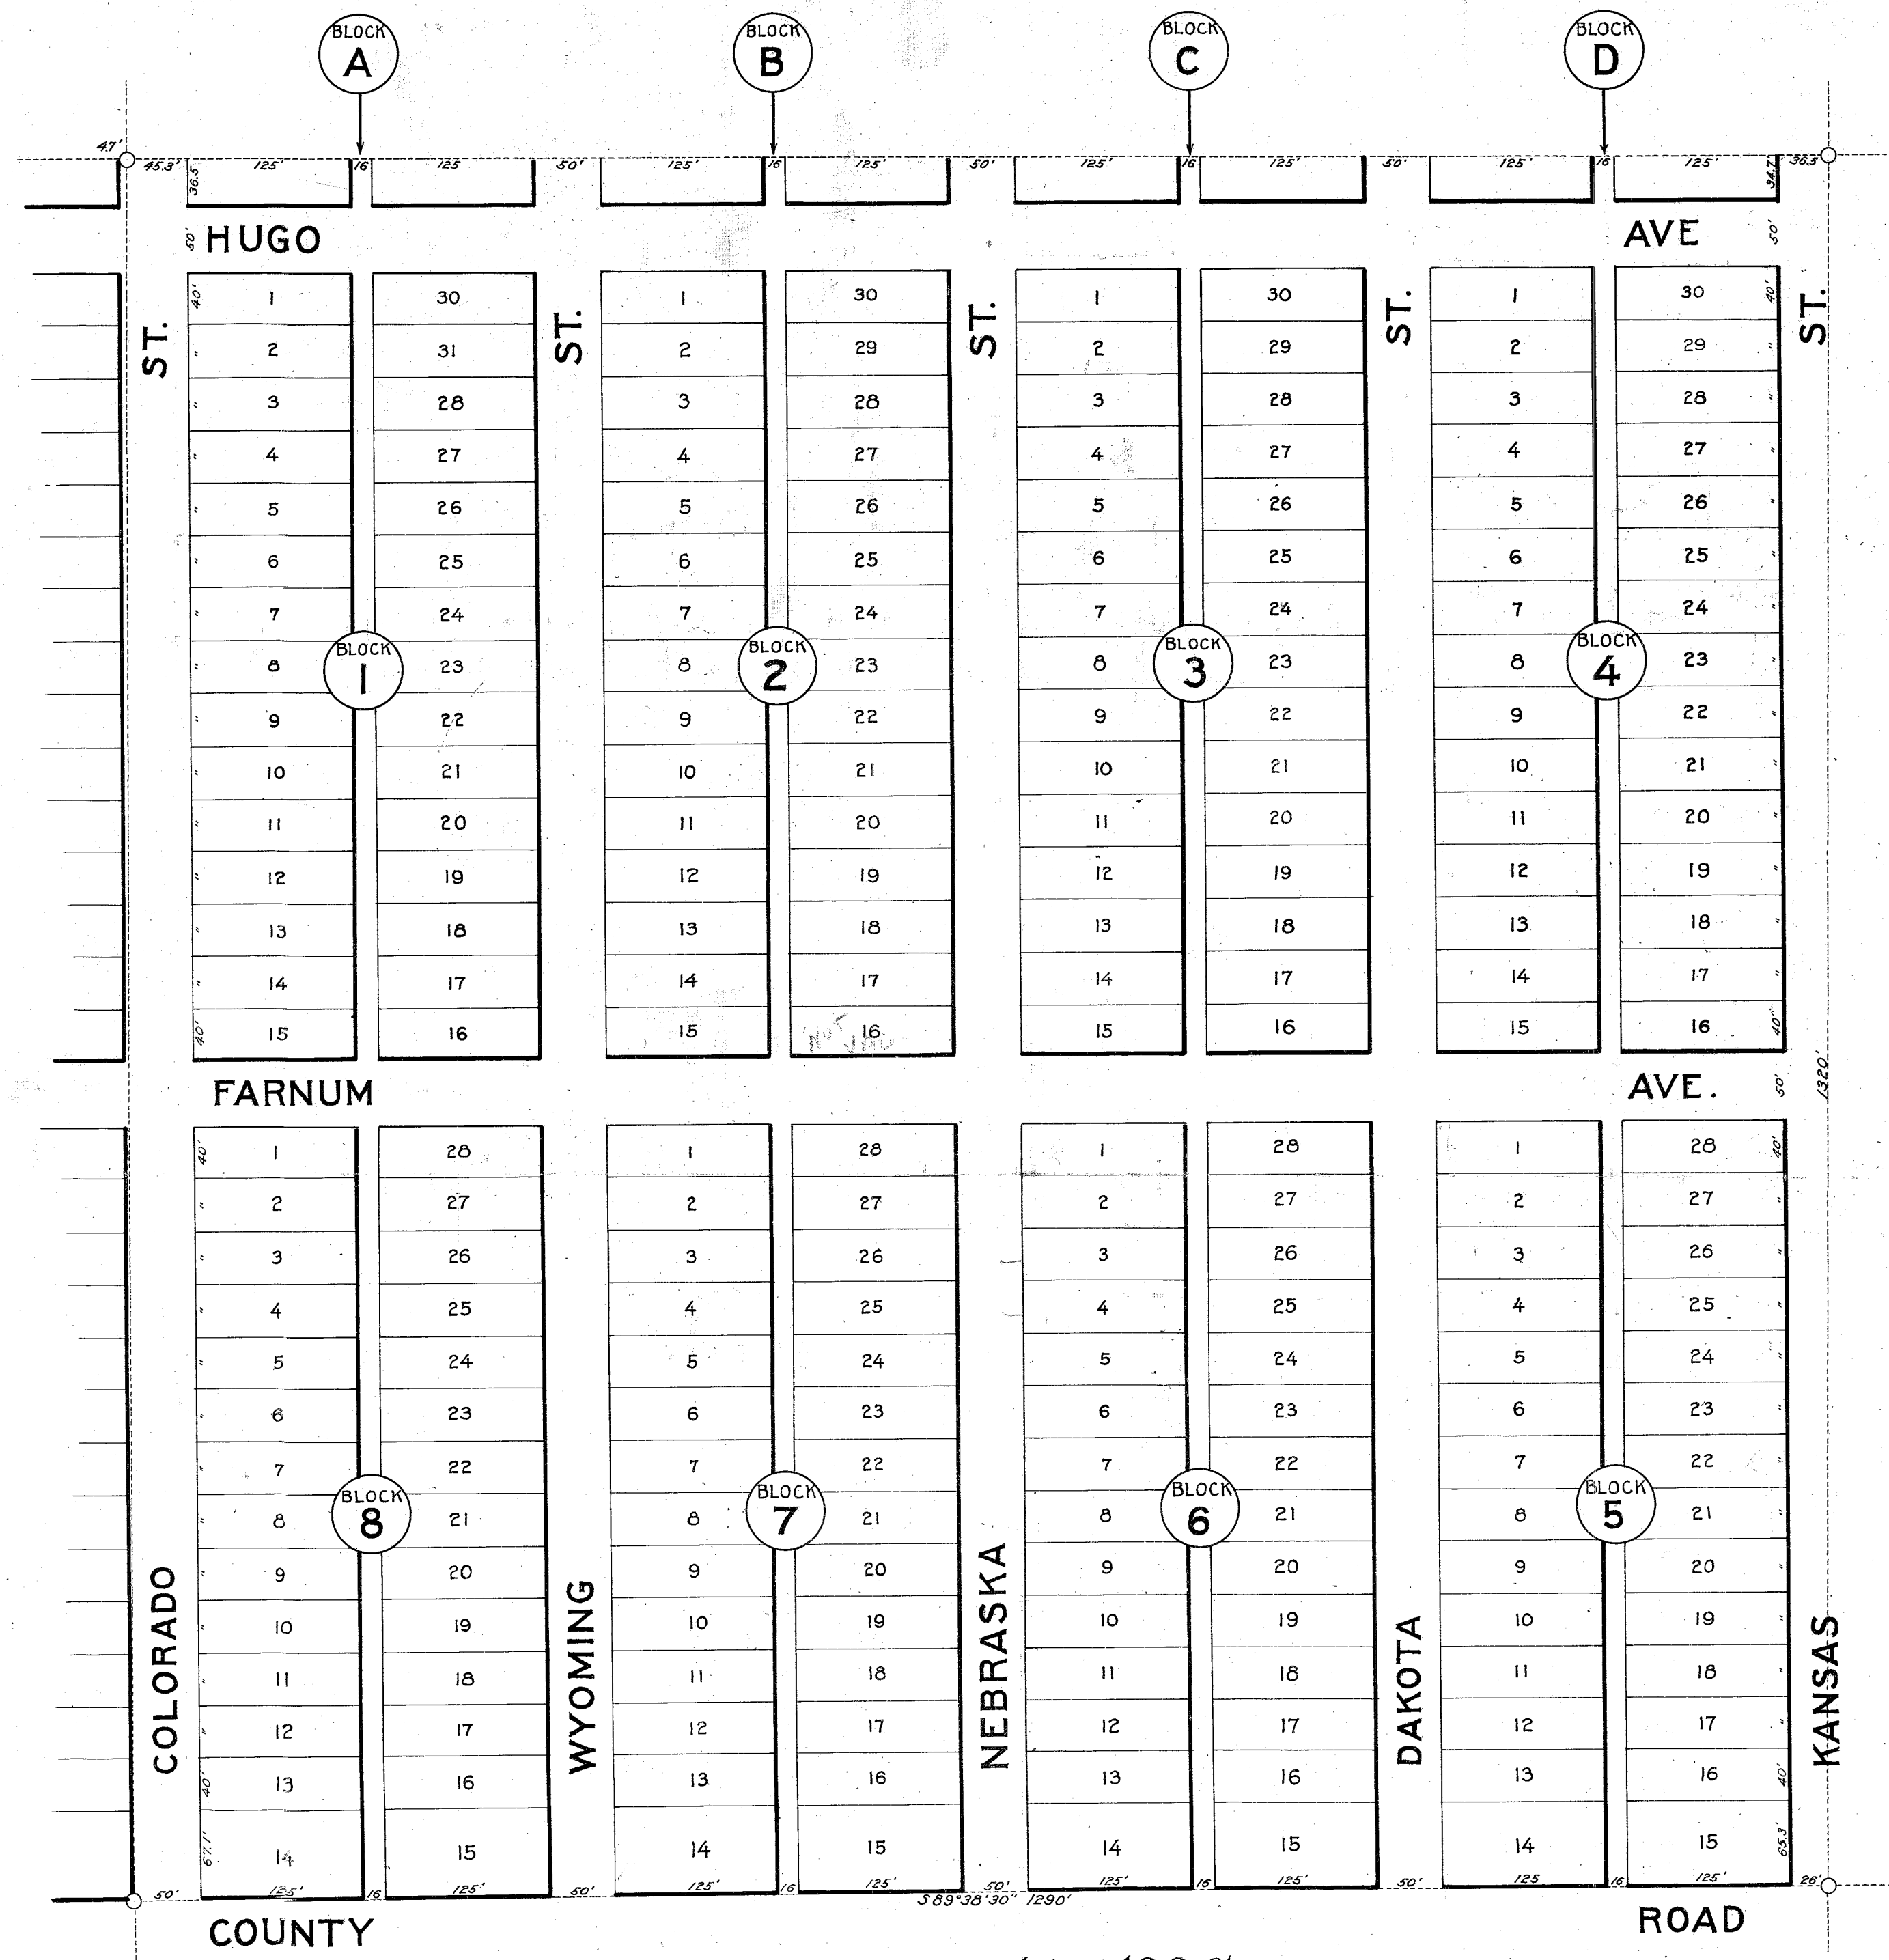 BLOCK A BLOCK B BLOCK C BLOCK D
4.7' 45.3' 125' 16 125 50' 125' 16 125' 50' 125' 16 125' 50' 125' 16 125' 36.5
36.5 34.7
50' HUGO AVE 50'
ST. ST. ST. ST. ST.
40' 1 30 1 30 1 30 1 30 40'
" 2 31 2 29 2 29 2 29 "
" 3 28 3 28 3 28 3 28 "
" 4 27 4 27 4 27 4 27 "
" 5 26 5 26 5 26 5 26 "
" 6 25 6 25 6 25 6 25 "
" 7 24 7 24 7 24 7 24 "
" 8 23 8 23 8 23 8 23 "
BLOCK 1 BLOCK 2 BLOCK 3 BLOCK 4
" 9 22 9 22 9 22 9 22 "
" 10 21 10 21 10 21 10 21 "
" 11 20 11 20 11 20 11 20 "
" 12 19 12 19 12 19 12 19 "
" 13 18 13 18 13 18 13 18 "
" 14 17 14 17 14 17 14 17 "
40' 15 16 15 16 15 16 15 16 40"
FARNUM AVE. 50' 1320'
40' 1 28 1 28 1 28 1 28 40'
" 2 27 2 27 2 27 2 27 "
" 3 26 3 26 3 26 3 26 "
" 4 25 4 25 4 25 4 25 "
" 5 24 5 24 5 24 5 24 "
" 6 23 6 23 6 23 6 23 "
" 7 22 7 22 7 22 7 22 "
" 8 21 8 21 8 21 8 21 "
BLOCK 8 BLOCK 7 BLOCK 6 BLOCK 5
" 9 20 9 20 9 20 9 20 "
" 10 19 10 19 10 19 10 19 "
" 11 18 11 18 11 18 11 18 "
" 12 17 12 17 12 17 12 17 "
40' 13 16 13 16 13 16 13 16 40'
67.1' 14 15 14 15 14 15 14 15 65.3'
COLORADO WYOMING NEBRASKA DAKOTA KANSAS
50' 125' 16 125' 50' 125' 16 125' 50' 125' 16 125' 50' 125 16 125' 26'
S 89° 38' 30" 1290'
COUNTY ROAD